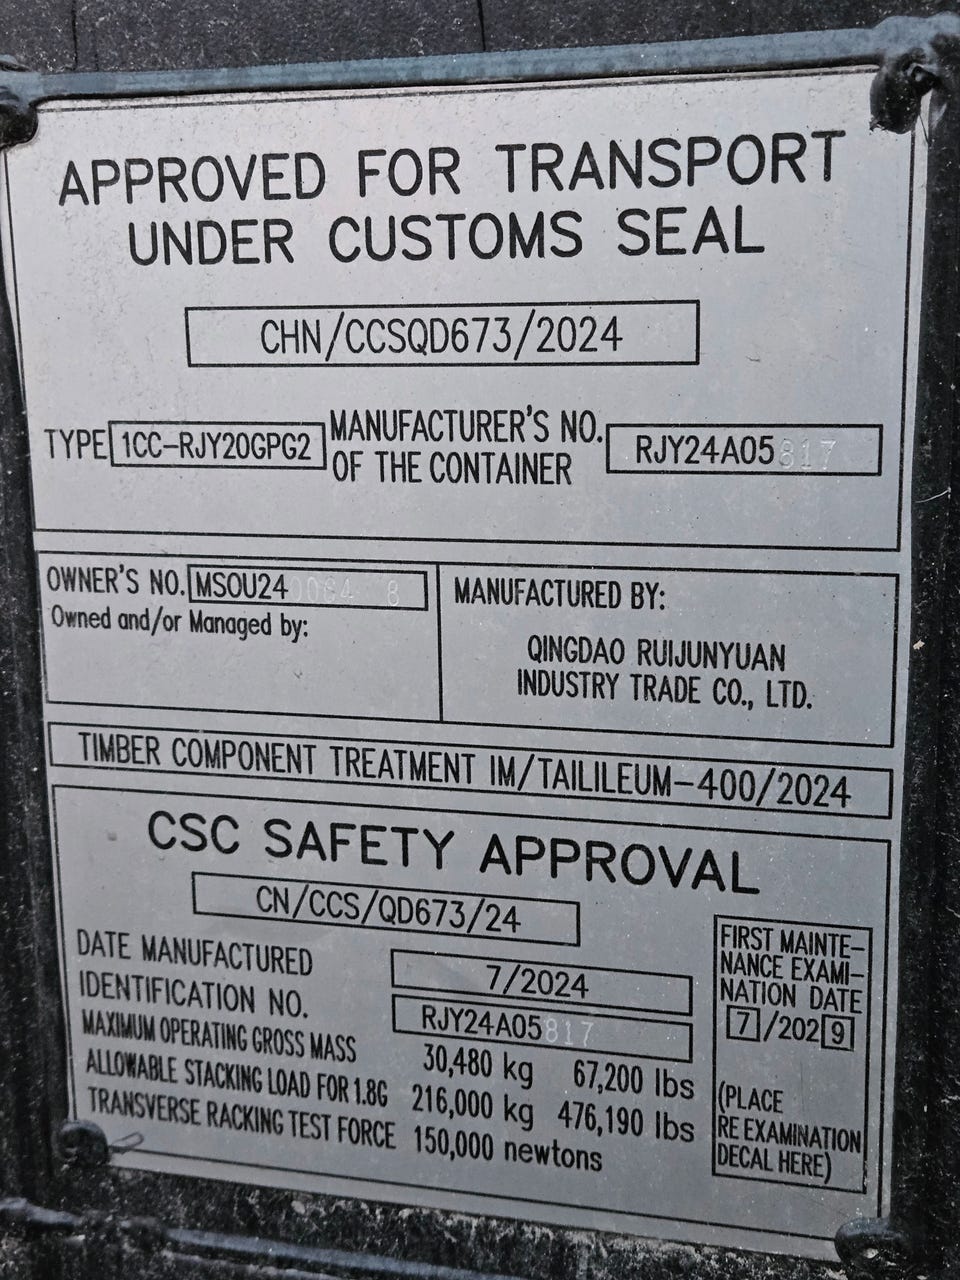 APPROVED FOR TRANSPORT
UNDER CUSTOMS SEAL
CHN/CCSQD673/2024
TYPE 1CC-RJY20GPG2 MANUFACTURER'S NO. OF THE CONTAINER RJY24A05817
OWNER'S NO. MSOU24 0064 8
Owned and/or Managed by:
MANUFACTURED BY:
QINGDAO RUIJUNYUAN
INDUSTRY TRADE CO., LTD.
TIMBER COMPONENT TREATMENT IM/TAILILEUM-400/2024
CSC SAFETY APPROVAL
CN/CCS/QD673/24
DATE MANUFACTURED 7/2024
IDENTIFICATION NO. RJY24A05817
MAXIMUM OPERATING GROSS MASS 30,480 kg 67,200 lbs
ALLOWABLE STACKING LOAD FOR 1.8G 216,000 kg 476,190 lbs
TRANSVERSE RACKING TEST FORCE 150,000 newtons
FIRST MAINTE-
NANCE EXAMI-
NATION DATE
7/2029
(PLACE
RE EXAMINATION
DECAL HERE)